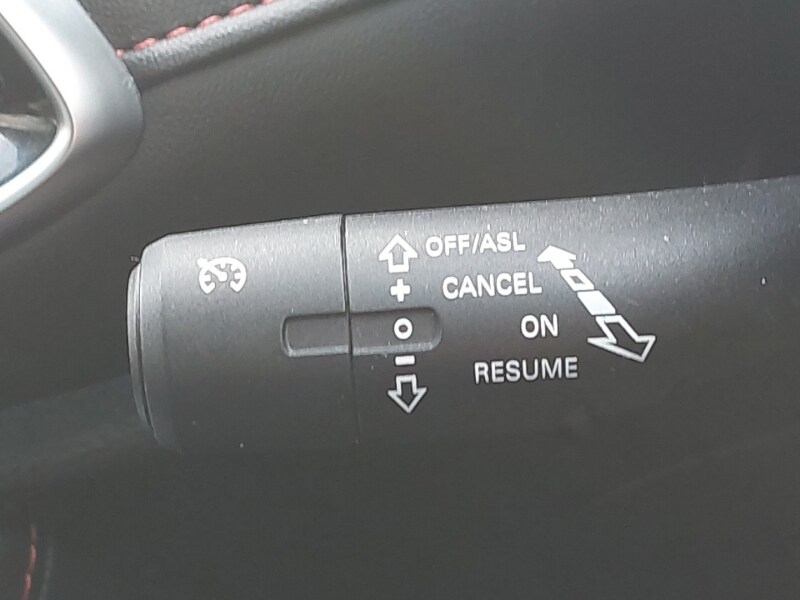 OFF/ASL
+ CANCEL
O ON
− RESUME